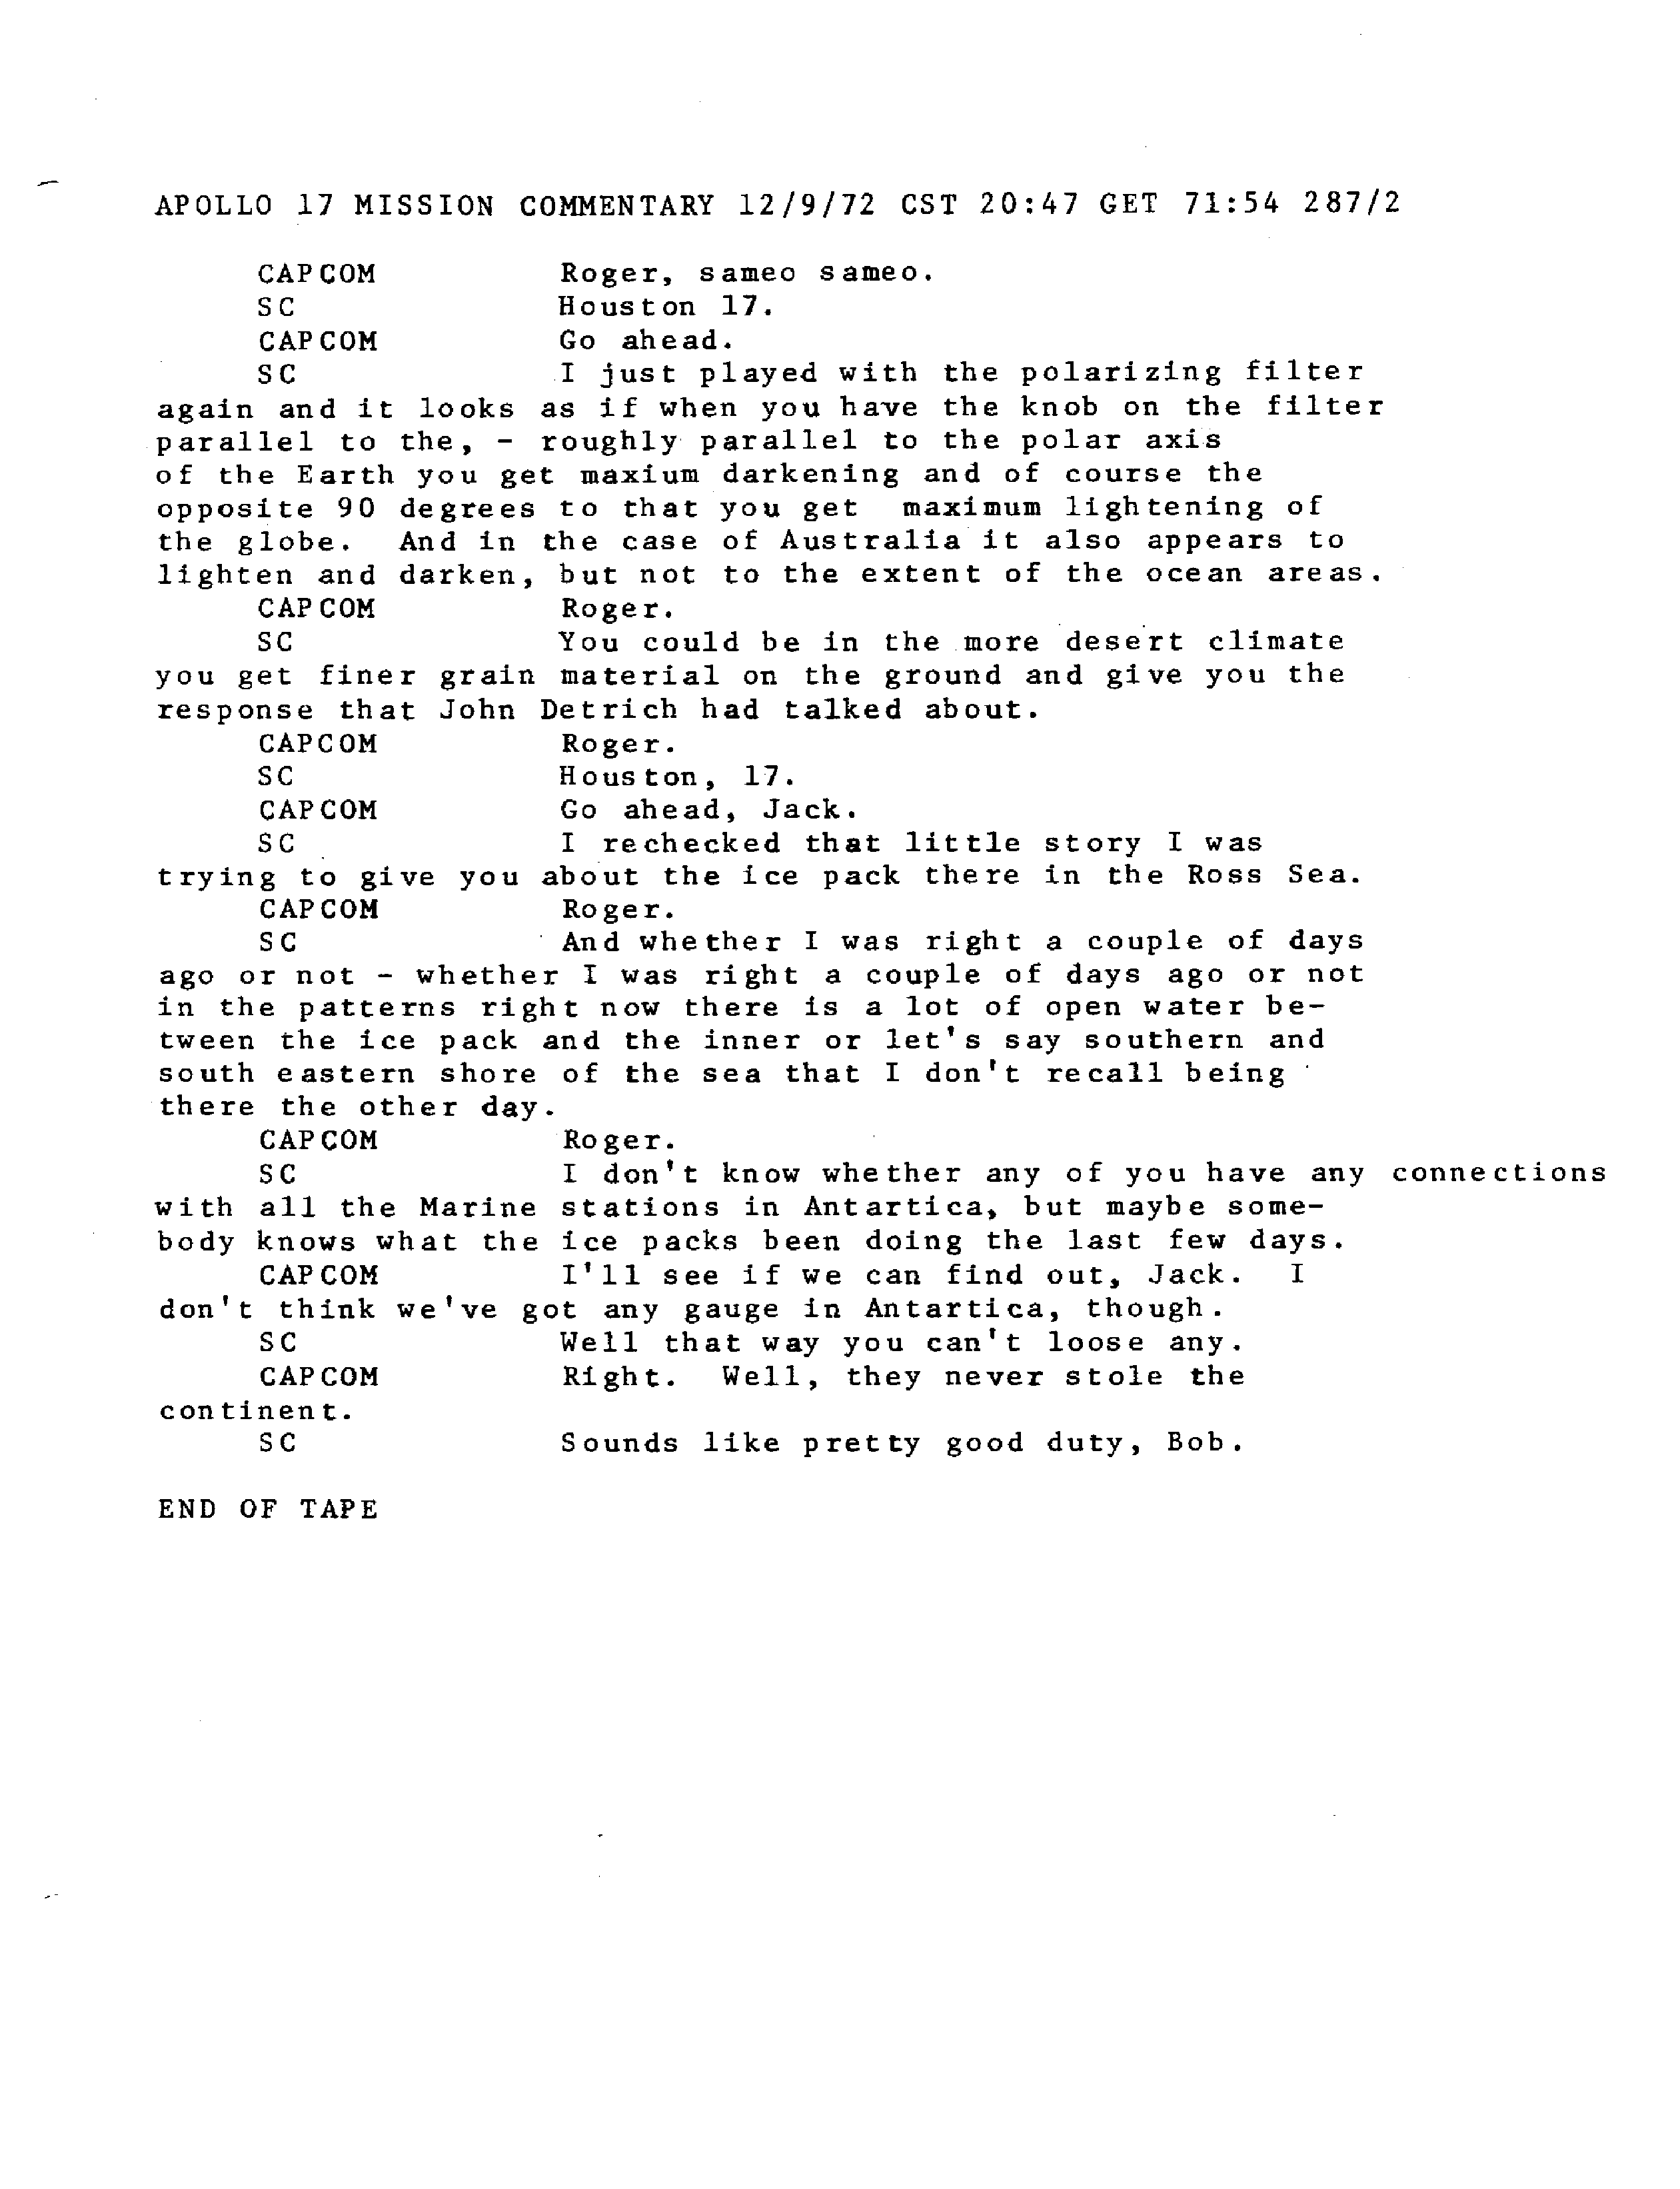 APOLLO 17 MISSION COMMENTARY 12/9/72 CST 20:47 GET 71:54 287/2
CAPCOM Roger, sameo sameo.
SC Houston 17.
CAPCOM Go ahead.
SC I just played with the polarizing filter
again and it looks as if when you have the knob on the filter
parallel to the, - roughly parallel to the polar axis
of the Earth you get maxium darkening and of course the
opposite 90 degrees to that you get maximum lightening of
the globe. And in the case of Australia it also appears to
lighten and darken, but not to the extent of the ocean areas.
CAPCOM Roger.
SC You could be in the more desert climate
you get finer grain material on the ground and give you the
response that John Detrich had talked about.
CAPCOM Roger.
SC Houston, 17.
CAPCOM Go ahead, Jack.
SC I rechecked that little story I was
trying to give you about the ice pack there in the Ross Sea.
CAPCOM Roger.
SC And whether I was right a couple of days
ago or not - whether I was right a couple of days ago or not
in the patterns right now there is a lot of open water be-
tween the ice pack and the inner or let's say southern and
south eastern shore of the sea that I don't recall being
there the other day.
CAPCOM Roger.
SC I don't know whether any of you have any connections
with all the Marine stations in Antartica, but maybe some-
body knows what the ice packs been doing the last few days.
CAPCOM I'll see if we can find out, Jack. I
don't think we've got any gauge in Antartica, though.
SC Well that way you can't loose any.
CAPCOM Right. Well, they never stole the
continent.
SC Sounds like pretty good duty, Bob.
END OF TAPE